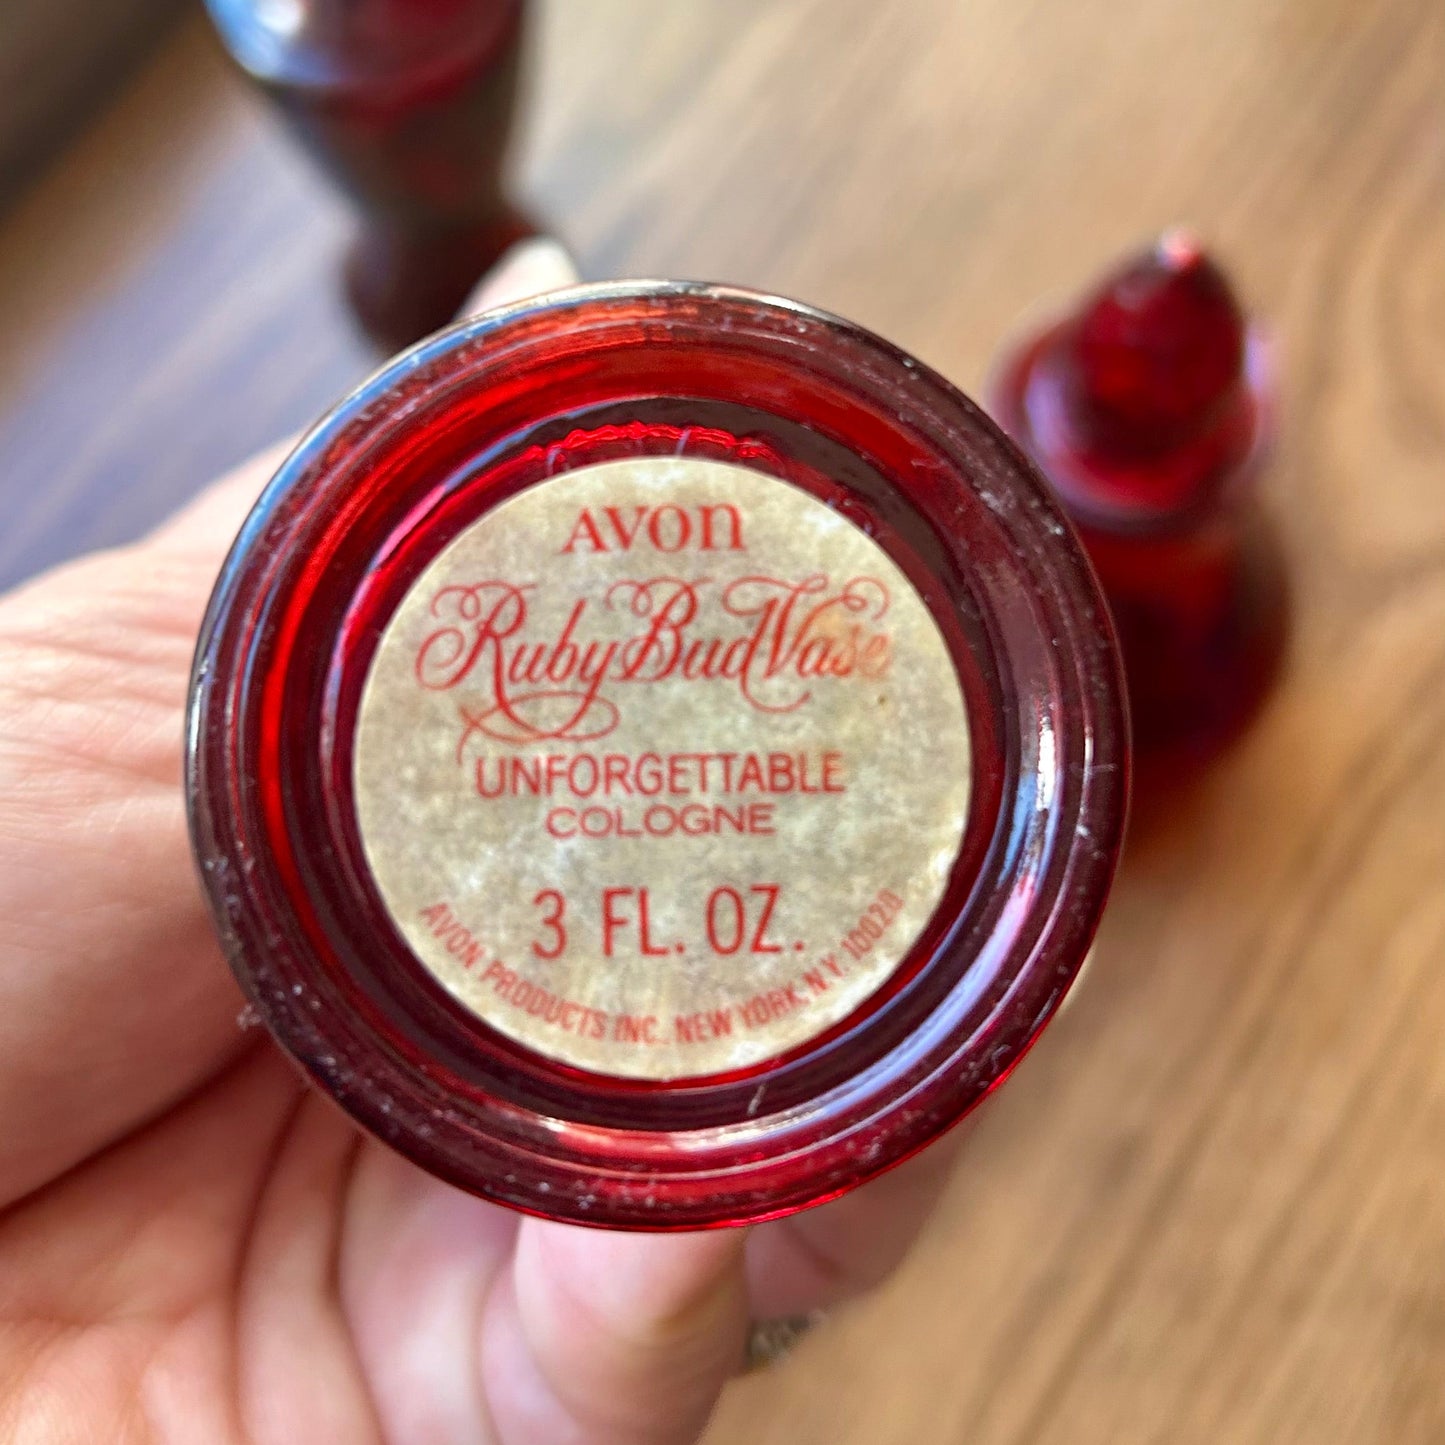 AVON
Ruby Bud Vase
UNFORGETTABLE
COLOGNE
3 FL. OZ.
AVON PRODUCTS INC., NEW YORK, N.Y. 10020